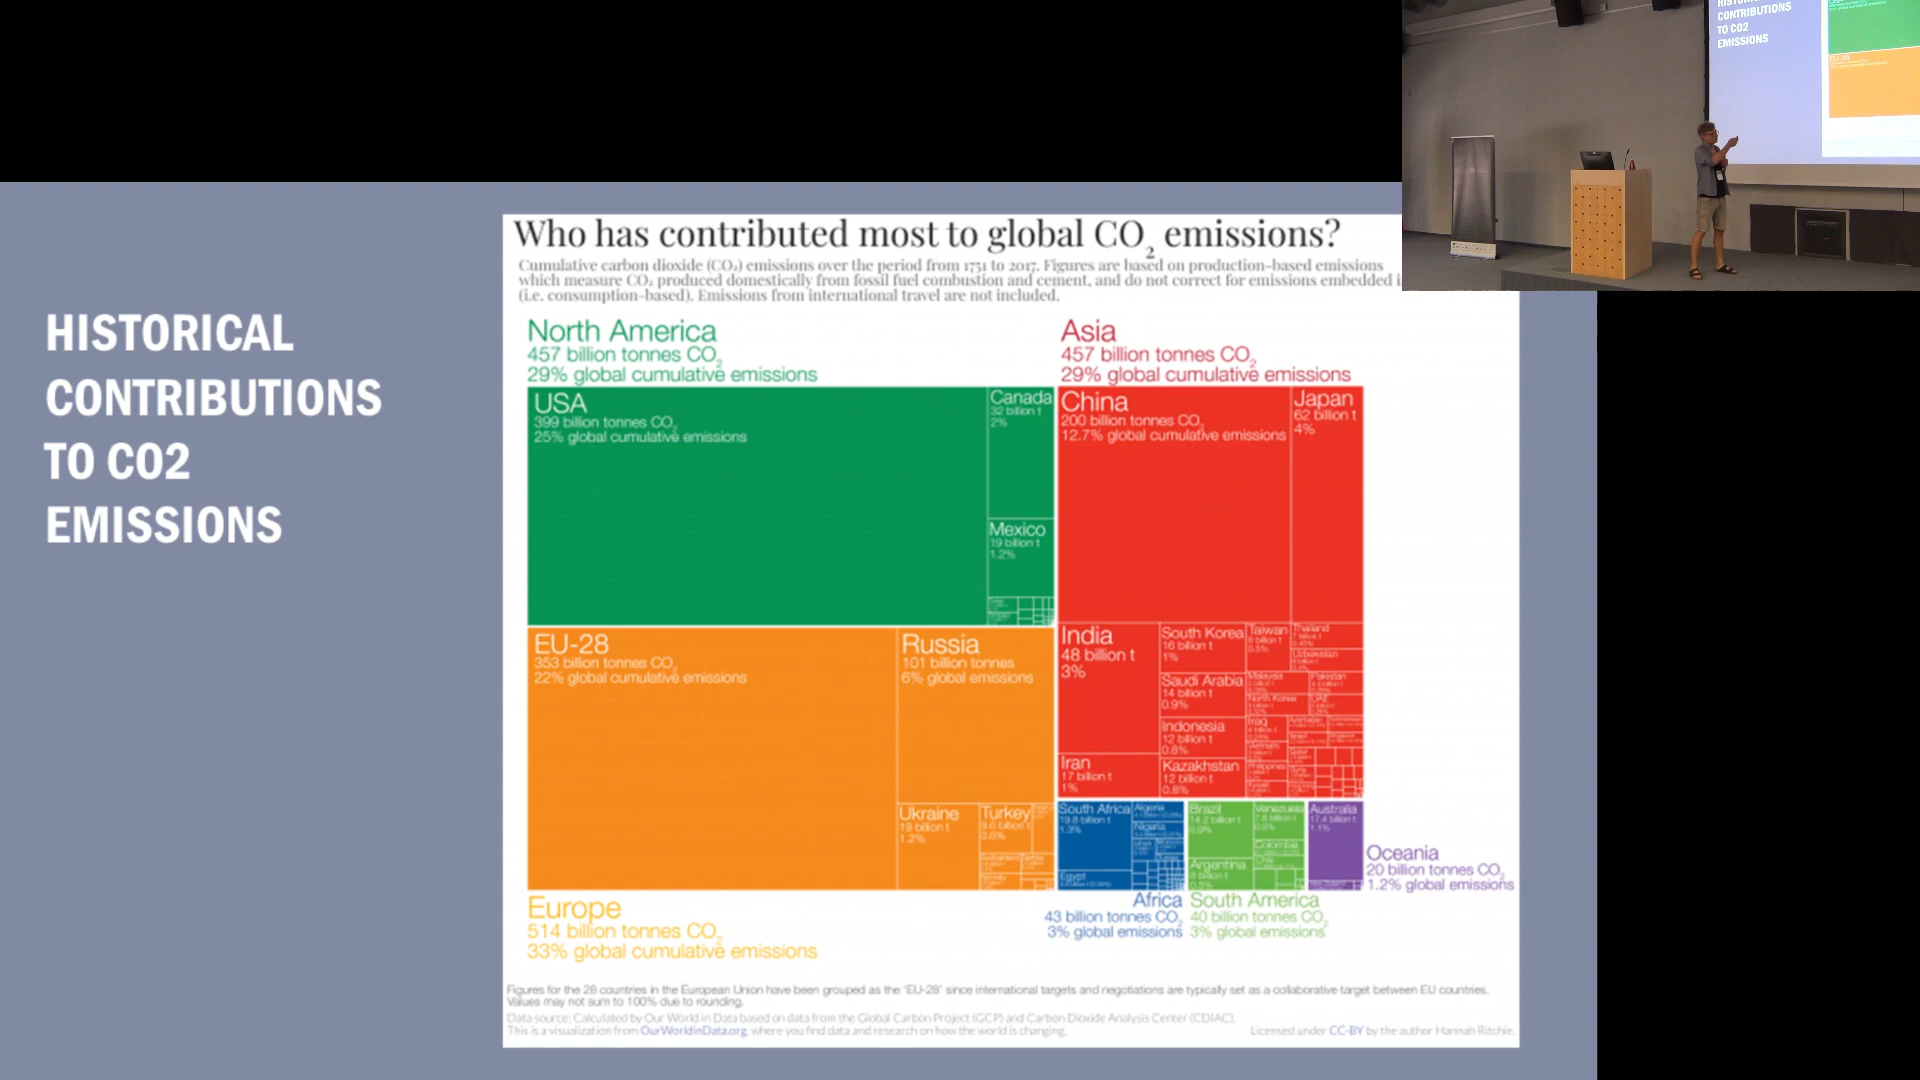 HISTORICAL
CONTRIBUTIONS
TO CO2
EMISSIONS
Who has contributed most to global CO₂ emissions?
Cumulative carbon dioxide (CO₂) emissions over the period from 1751 to 2017. Figures are based on production-based emissions
which measure CO₂ produced domestically from fossil fuel combustion and cement, and do not correct for emissions embedded
(i.e. consumption-based). Emissions from international travel are not included.
North America
457 billion tonnes CO₂
29% global cumulative emissions
USA
399 billion tonnes CO₂
25% global cumulative emissions
Canada
32 billion t
2%
Mexico
19 billion t
1.2%
Asia
457 billion tonnes CO₂
29% global cumulative emissions
China
200 billion tonnes CO₂
12.7% global cumulative emissions
Japan
62 billion t
4%
India
48 billion t
3%
South Korea
16 billion t
1%
Taiwan
Thailand
Uzbekistan
Saudi Arabia
14 billion t
0.9%
Malaysia
Pakistan
North Korea
UAE
Indonesia
12 billion t
0.8%
Iraq
Iran
17 billion t
1%
Kazakhstan
12 billion t
0.8%
Vietnam
Philippines
EU-28
353 billion tonnes CO₂
22% global cumulative emissions
Russia
101 billion tonnes
6% global emissions
Ukraine
19 billion t
1.2%
Turkey
9.6 billion t
0.6%
Europe
514 billion tonnes CO₂
33% global cumulative emissions
South Africa
19.8 billion t
1.3%
Algeria
Nigeria
Egypt
Africa
43 billion tonnes CO₂
3% global emissions
Brazil
14.2 billion t
0.9%
Venezuela
Colombia
Argentina
South America
40 billion tonnes CO₂
3% global emissions
Australia
17.4 billion t
1.1%
Oceania
20 billion tonnes CO₂
1.2% global emissions
Figures for the 28 countries in the European Union have been grouped as the 'EU-28' since international targets and negotiations are typically set as a collaborative target between EU countries.
Values may not sum to 100% due to rounding.
Data source: Calculated by Our World in Data based on data from the Global Carbon Project (GCP) and Carbon Dioxide Analysis Center (CDIAC).
This is a visualization from OurWorldinData.org, where you find data and research on how the world is changing.
Licensed under CC-BY by the author Hannah Ritchie.
CONTRIBUTIONS
TO CO2
EMISSIONS
EU-28